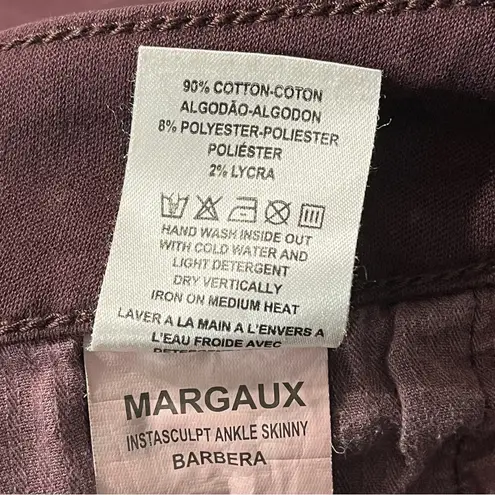 90% COTTON-COTON
ALGODÃO-ALGODON
8% POLYESTER-POLIESTER
POLIÉSTER
2% LYCRA
HAND WASH INSIDE OUT
WITH COLD WATER AND
LIGHT DETERGENT
DRY VERTICALLY
IRON ON MEDIUM HEAT
LAVER A LA MAIN A L'ENVERS A
L'EAU FROIDE AVEC
MARGAUX
INSTASCULPT ANKLE SKINNY
BARBERA